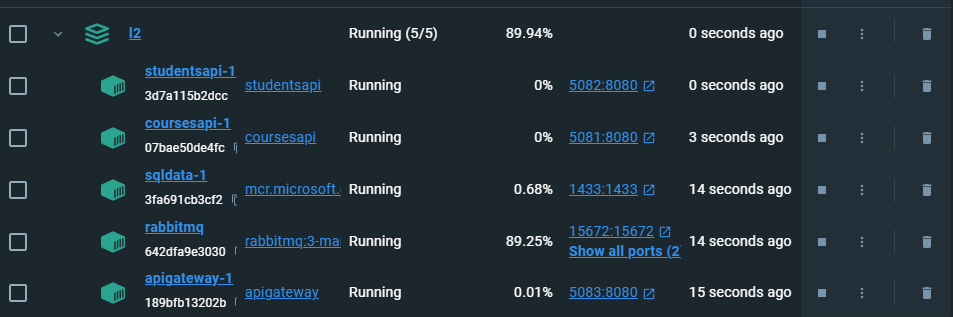 l2 Running (5/5) 89.94% 0 seconds ago
studentsapi-1
3d7a115b2dcc studentsapi Running 0% 5082:8080 0 seconds ago
coursesapi-1
07bae50de4fc coursesapi Running 0% 5081:8080 3 seconds ago
sqldata-1
3fa691cb3cf2 mcr.microsoft. Running 0.68% 1433:1433 14 seconds ago
rabbitmq
642dfa9e3030 rabbitmq:3-ma Running 89.25% 15672:15672 14 seconds ago
Show all ports (2
apigateway-1
189bfb13202b apigateway Running 0.01% 5083:8080 15 seconds ago